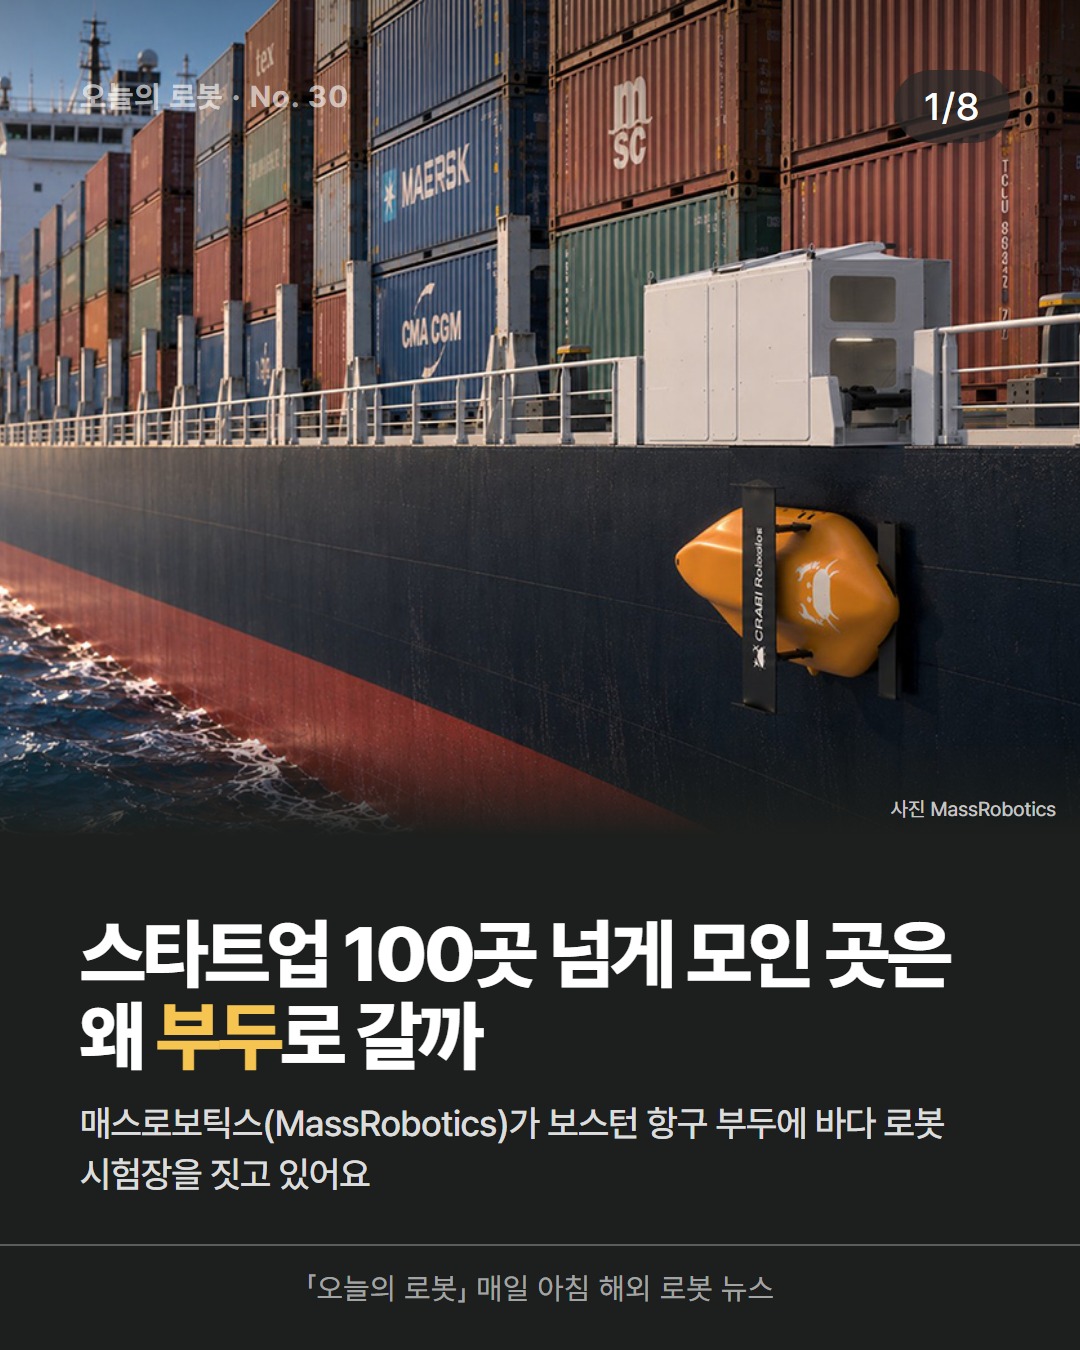 오늘의 로봇 · No. 30
1/8
tex
MAERSK
msc
CMA CGM
CRABI Robotics
사진 MassRobotics
스타트업 100곳 넘게 모인 곳은
왜 부두로 갈까
매스로보틱스(MassRobotics)가 보스턴 항구 부두에 바다 로봇
시험장을 짓고 있어요
「오늘의 로봇」 매일 아침 해외 로봇 뉴스